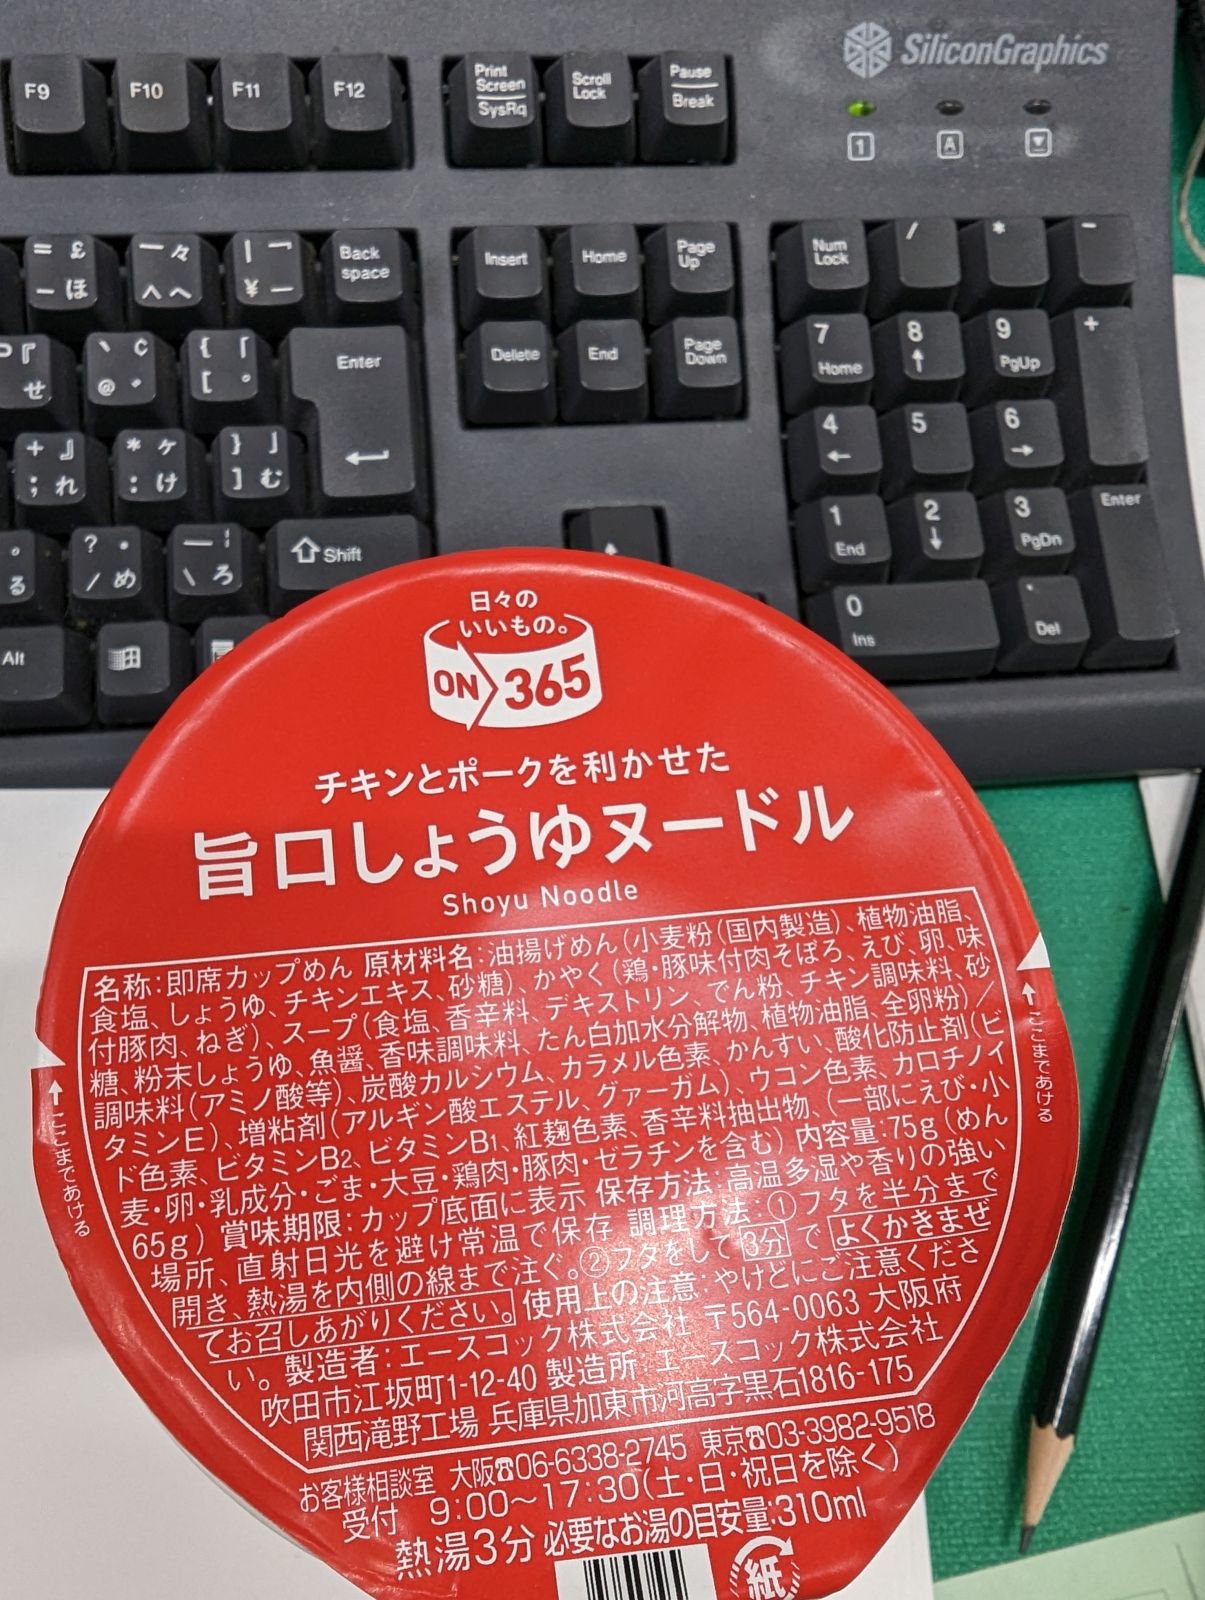 SiliconGraphics
F9 F10 F11 F12 Print Screen SysRq Scroll Lock Pause Break
1 A
= £ ー ほ 々 へ ヘ ¥ ー Back space Insert Home Page Up Num Lock / * -
『 せ ¢ @ { 「 [ 。 Enter Delete End Page Down 7 Home 8 9 PgUp +
+ 』 ; れ * ヶ : け } 」 ] む 4 5 6
る ? ・ / め \ ろ Shift 1 End 2 3 PgDn Enter
Alt 0 Ins . Del
日々の
いいもの。
ON 365
チキンとポークを利かせた
旨口しょうゆヌードル
Shoyu Noodle
名称:即席カップめん 原材料名:油揚げめん(小麦粉(国内製造)、植物油脂、
食塩、しょうゆ、チキンエキス、砂糖)、かやく(鶏・豚味付肉そぼろ、えび、卵、味
付豚肉、ねぎ)、スープ(食塩、香辛料、デキストリン、でん粉、チキン調味料、砂
糖、粉末しょうゆ、魚醤、香味調味料、たん白加水分解物、植物油脂、全卵粉)/
調味料(アミノ酸等)、炭酸カルシウム、カラメル色素、かんすい、酸化防止剤(ビ
タミンE)、増粘剤(アルギン酸エステル、グァーガム)、ウコン色素、カロチノイ
ド色素、ビタミンB2、ビタミンB1、紅麹色素、香辛料抽出物、(一部にえび・小
麦・卵・乳成分・ごま・大豆・鶏肉・豚肉・ゼラチンを含む) 内容量:75g(めん
65g) 賞味期限:カップ底面に表示 保存方法:高温多湿や香りの強い
場所、直射日光を避け常温で保存 調理方法:①フタを半分まで
開き、熱湯を内側の線まで注ぐ。②フタをして3分で よくかきまぜ
てお召しあがりください。 使用上の注意:やけどにご注意くださ
い。 製造者:エースコック株式会社 〒564-0063 大阪府
吹田市江坂町1-12-40 製造所 エースコック株式会社
関西滝野工場 兵庫県加東市河高字黒石1816-175
お客様相談室 大阪☎06-6338-2745 東京☎03-3982-9518
受付 9:00～17:30(土・日・祝日を除く)
熱湯3分 必要なお湯の目安量:310ml
紙
ここまであける
ここまであける